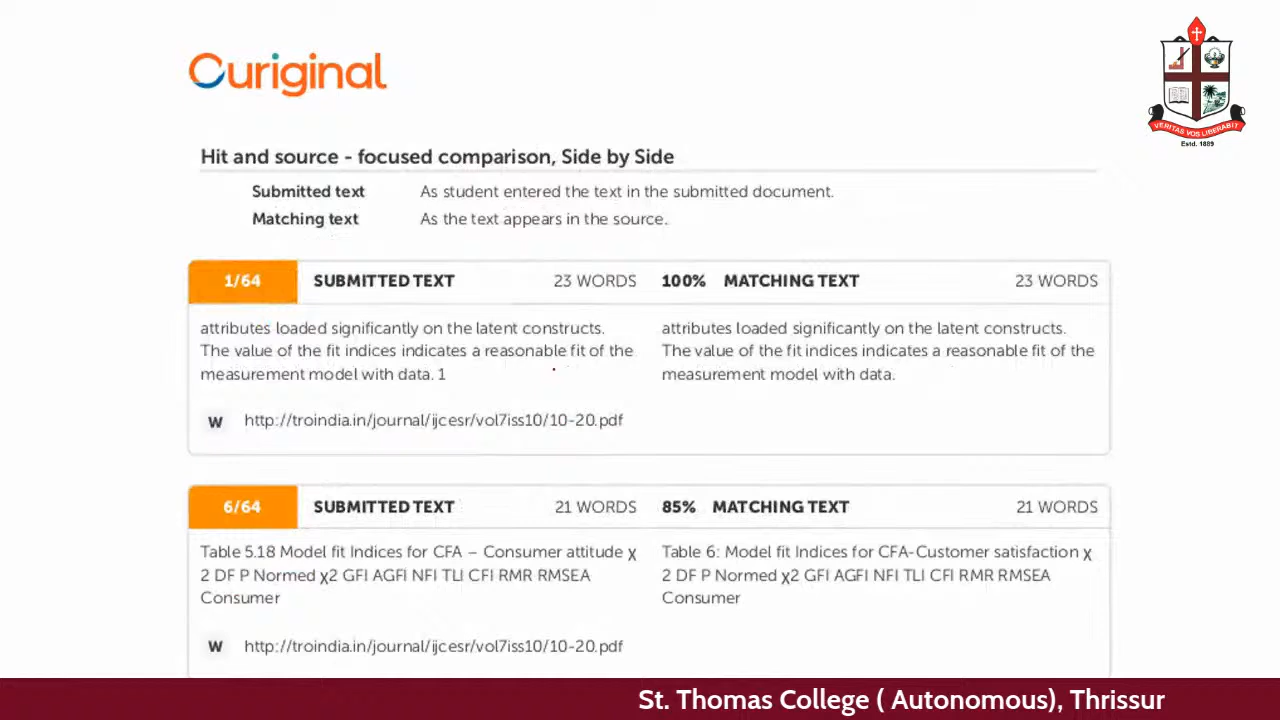 Ouriginal
VERITAS VOS LIBERABIT
Estd. 1889
Hit and source - focused comparison, Side by Side
Submitted text As student entered the text in the submitted document.
Matching text As the text appears in the source.
1/64 SUBMITTED TEXT 23 WORDS 100% MATCHING TEXT 23 WORDS
attributes loaded significantly on the latent constructs.
The value of the fit indices indicates a reasonable fit of the
measurement model with data. 1
attributes loaded significantly on the latent constructs.
The value of the fit indices indicates a reasonable fit of the
measurement model with data.
W http://troindia.in/journal/ijcesr/vol7iss10/10-20.pdf
6/64 SUBMITTED TEXT 21 WORDS 85% MATCHING TEXT 21 WORDS
Table 5.18 Model fit Indices for CFA – Consumer attitude χ
2 DF P Normed χ2 GFI AGFI NFI TLI CFI RMR RMSEA
Consumer
Table 6: Model fit Indices for CFA-Customer satisfaction χ
2 DF P Normed χ2 GFI AGFI NFI TLI CFI RMR RMSEA
Consumer
W http://troindia.in/journal/ijcesr/vol7iss10/10-20.pdf
St. Thomas College ( Autonomous), Thrissur